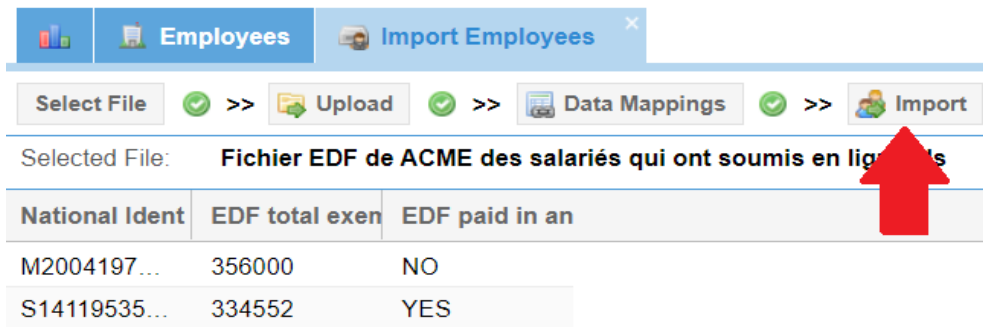 Employees Import Employees ×
Select File >> Upload >> Data Mappings >> Import
Selected File: Fichier EDF de ACME des salariés qui ont soumis en
National Ident EDF total exen EDF paid in an
M2004197... 356000 NO
S14119535... 334552 YES